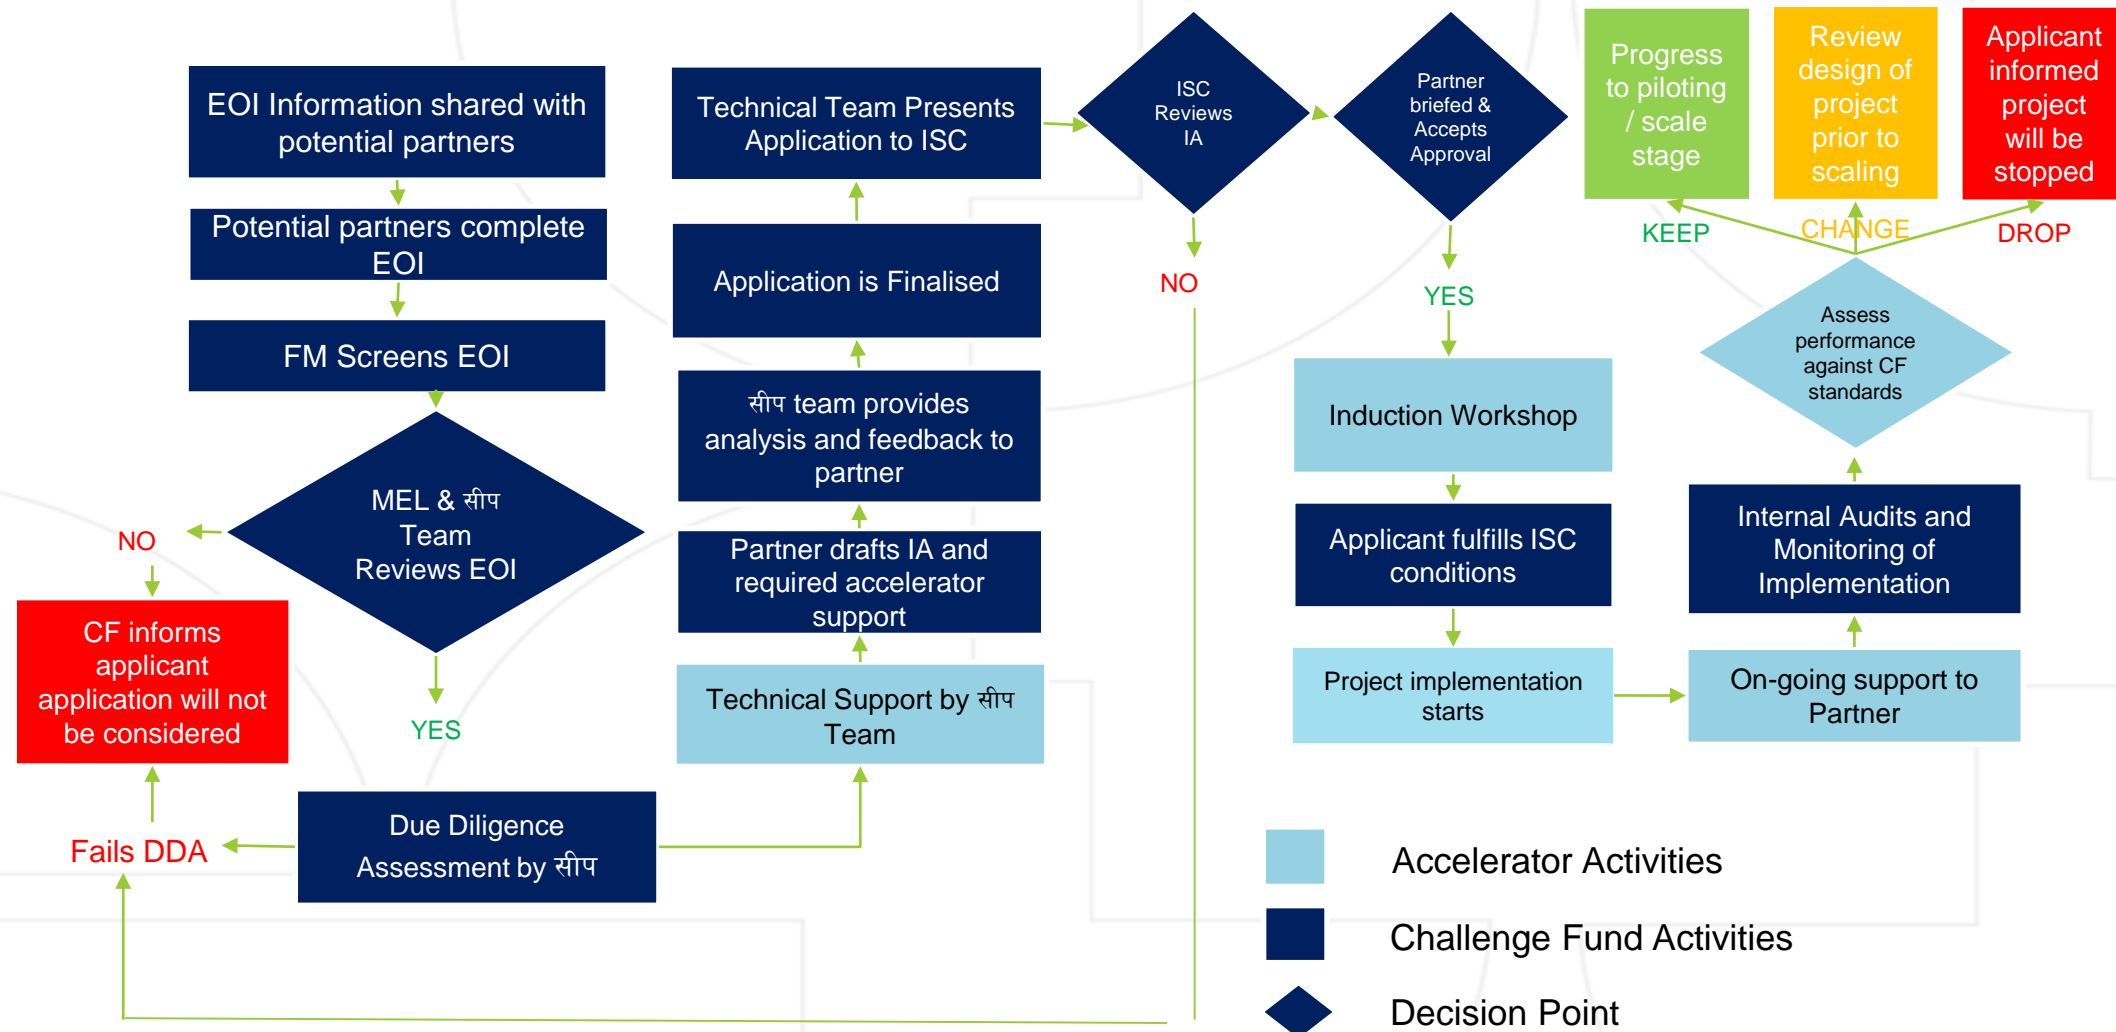 EOI Information shared with
potential partners
Potential partners complete
EOI
FM Screens EOI
MEL & सीप
Team
Reviews EOI
NO
CF informs
applicant
application will not
be considered
YES
Fails DDA
Due Diligence
Assessment by सीप
Technical Support by सीप
Team
Partner drafts IA and
required accelerator
support
सीप team provides
analysis and feedback to
partner
Application is Finalised
Technical Team Presents
Application to ISC
ISC
Reviews
IA
NO
Partner
briefed &
Accepts
Approval
YES
Induction Workshop
Applicant fulfills ISC
conditions
Project implementation
starts
On-going support to
Partner
Internal Audits and
Monitoring of
Implementation
Assess
performance
against CF
standards
KEEP
CHANGE
DROP
Progress
to piloting
/ scale
stage
Review
design of
project
prior to
scaling
Applicant
informed
project
will be
stopped
Accelerator Activities
Challenge Fund Activities
Decision Point